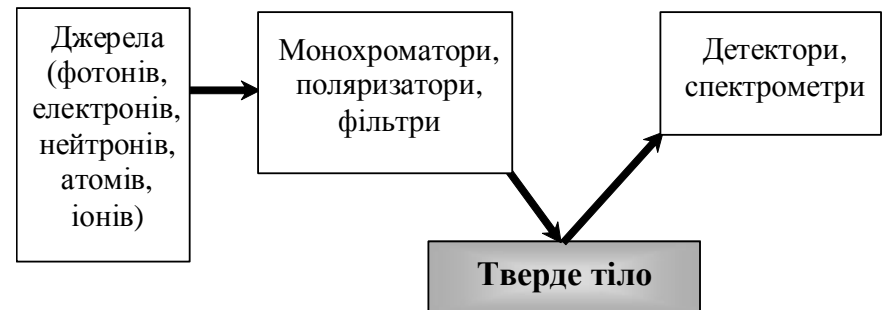 Джерела
(фотонів,
електронів,
нейтронів,
атомів,
іонів)
Монохроматори,
поляризатори,
фільтри
Детектори,
спектрометри
Тверде тіло